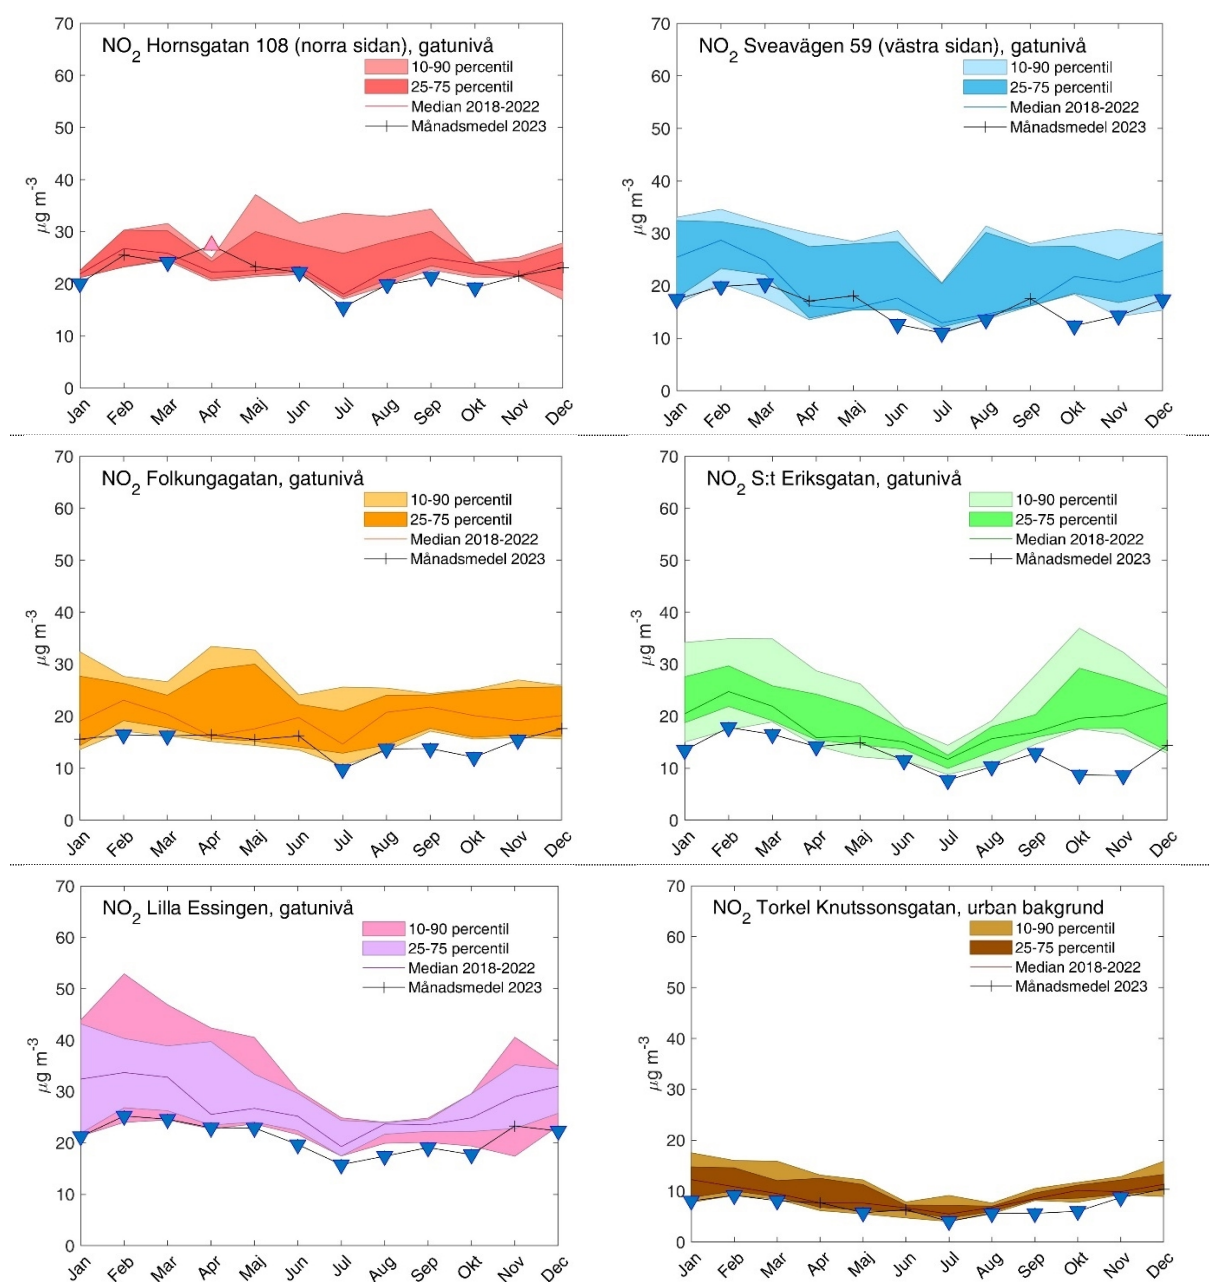 NO2 Hornsgatan 108 (norra sidan), gatunivå
10-90 percentil
25-75 percentil
Median 2018-2022
Månadsmedel 2023
µg m-3
70
60
50
40
30
20
10
0
Jan Feb Mar Apr Maj Jun Jul Aug Sep Okt Nov Dec
NO2 Sveavägen 59 (västra sidan), gatunivå
10-90 percentil
25-75 percentil
Median 2018-2022
Månadsmedel 2023
µg m-3
70
60
50
40
30
20
10
0
Jan Feb Mar Apr Maj Jun Jul Aug Sep Okt Nov Dec
NO2 Folkungagatan, gatunivå
10-90 percentil
25-75 percentil
Median 2018-2022
Månadsmedel 2023
µg m-3
70
60
50
40
30
20
10
0
Jan Feb Mar Apr Maj Jun Jul Aug Sep Okt Nov Dec
NO2 S:t Eriksgatan, gatunivå
10-90 percentil
25-75 percentil
Median 2018-2022
Månadsmedel 2023
µg m-3
70
60
50
40
30
20
10
0
Jan Feb Mar Apr Maj Jun Jul Aug Sep Okt Nov Dec
NO2 Lilla Essingen, gatunivå
10-90 percentil
25-75 percentil
Median 2018-2022
Månadsmedel 2023
µg m-3
70
60
50
40
30
20
10
0
Jan Feb Mar Apr Maj Jun Jul Aug Sep Okt Nov Dec
NO2 Torkel Knutssonsgatan, urban bakgrund
10-90 percentil
25-75 percentil
Median 2018-2022
Månadsmedel 2023
µg m-3
70
60
50
40
30
20
10
0
Jan Feb Mar Apr Maj Jun Jul Aug Sep Okt Nov Dec